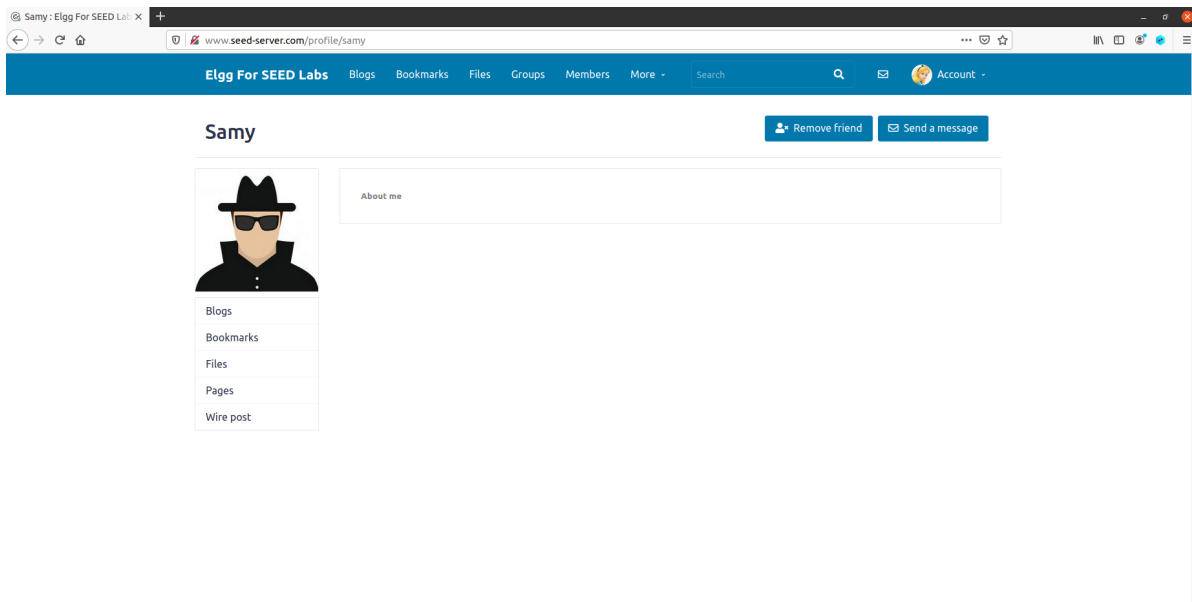 Samy : Elgg For SEED Lab
www.seed-server.com/profile/samy
Elgg For SEED Labs Blogs Bookmarks Files Groups Members More Search Account
Samy
Remove friend Send a message
About me
Blogs
Bookmarks
Files
Pages
Wire post